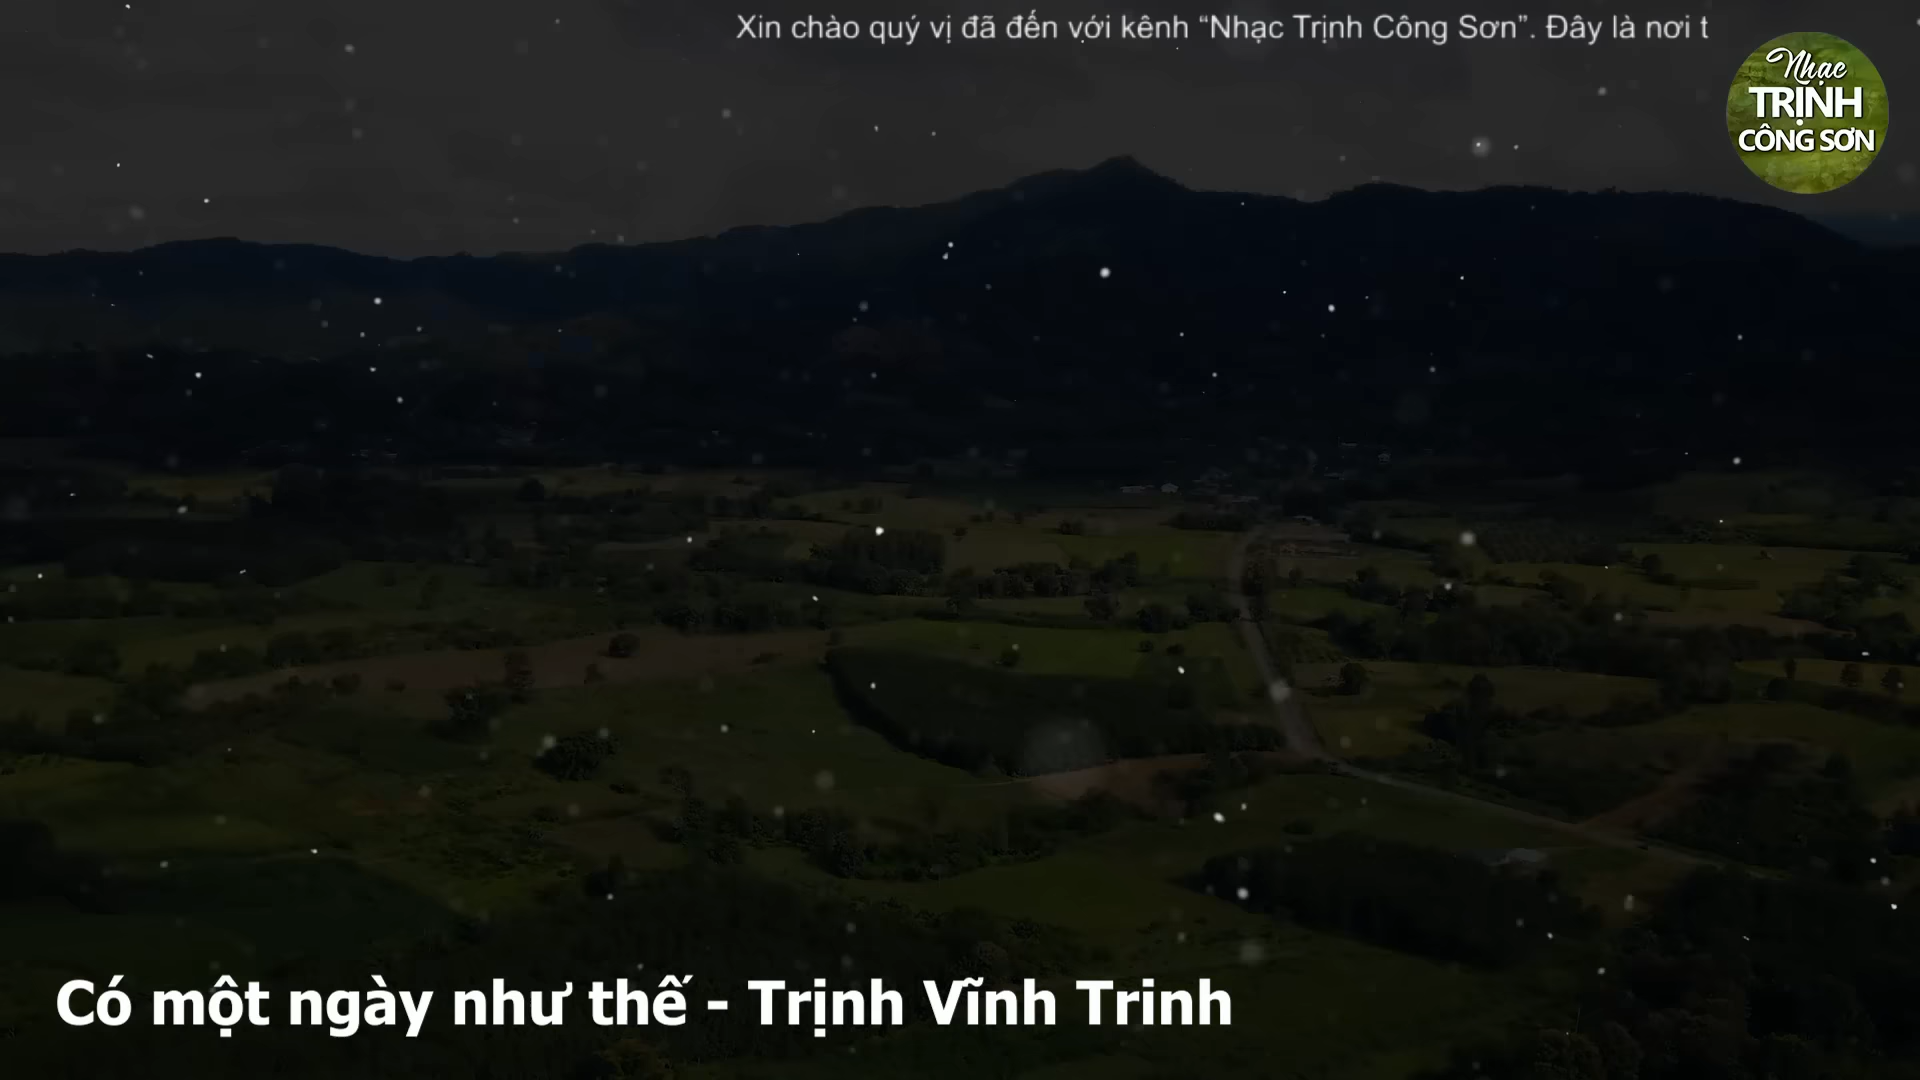 Xin chào quý vị đã đến với kênh “Nhạc Trịnh Công Sơn”. Đây là nơi t
Nhạc
TRỊNH
CÔNG SƠN
Có một ngày như thế - Trịnh Vĩnh Trinh